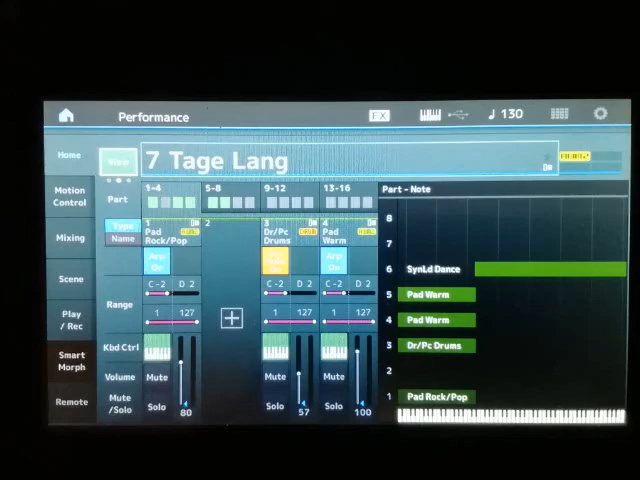 Performance
FX
130
Home
View
7 Tage Lang
Motion
Control
Part
1-4
5-8
9-12
13-16
Part - Note
Type
Name
1
2
3
4
Pad
Rock/Pop
Dr/Pc
Drums
Pad
Warm
Mixing
Arp
On
Arp
On
Scene
Range
C -2 D 2
C -2 D 2
C -2 D 2
1 127
1 127
1 127
Play
/ Rec
Smart
Morph
Kbd Ctrl
Volume
Mute
Mute
Mute
Remote
Mute
/Solo
Solo
80
Solo
57
Solo
100
8
7
6 SynLd Dance
5 Pad Warm
4 Pad Warm
3 Dr/Pc Drums
2
1 Pad Rock/Pop